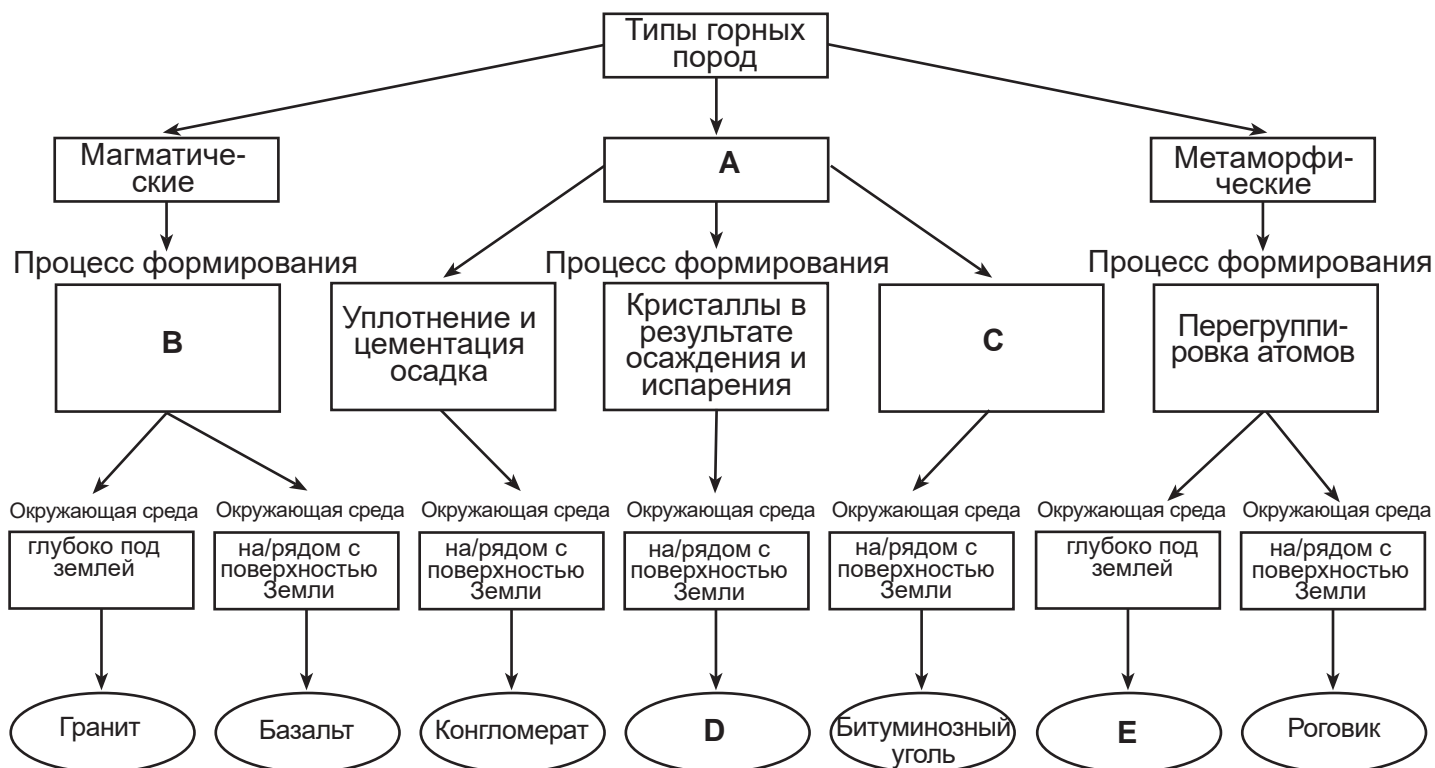 Типы горных
пород
Магматиче-
ские
A
Метаморфи-
ческие
Процесс формирования
Процесс формирования
Процесс формирования
B
Уплотнение и
цементация
осадка
Кристаллы в
результате
осаждения и
испарения
C
Перегруппи-
ровка атомов
Окружающая среда
Окружающая среда
Окружающая среда
Окружающая среда
Окружающая среда
Окружающая среда
Окружающая среда
глубоко под
землей
на/рядом с
поверхностью
Земли
на/рядом с
поверхностью
Земли
на/рядом с
поверхностью
Земли
на/рядом с
поверхностью
Земли
глубоко под
землей
на/рядом с
поверхностью
Земли
Гранит
Базальт
Конгломерат
D
Битуминозный
уголь
E
Роговик